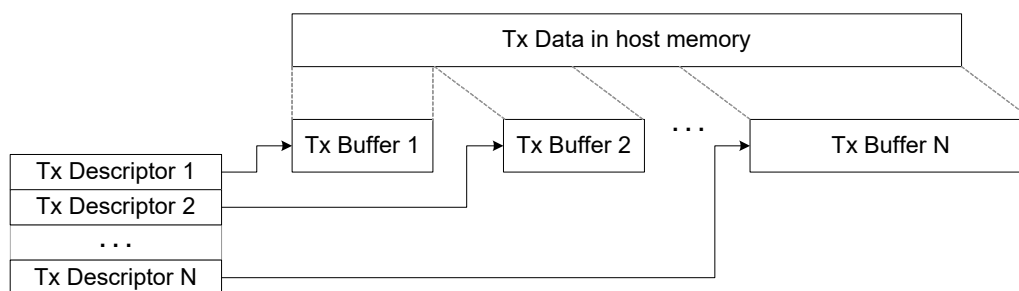 Tx Data in host memory
Tx Buffer 1
Tx Buffer 2
. . .
Tx Buffer N
Tx Descriptor 1
Tx Descriptor 2
. . .
Tx Descriptor N